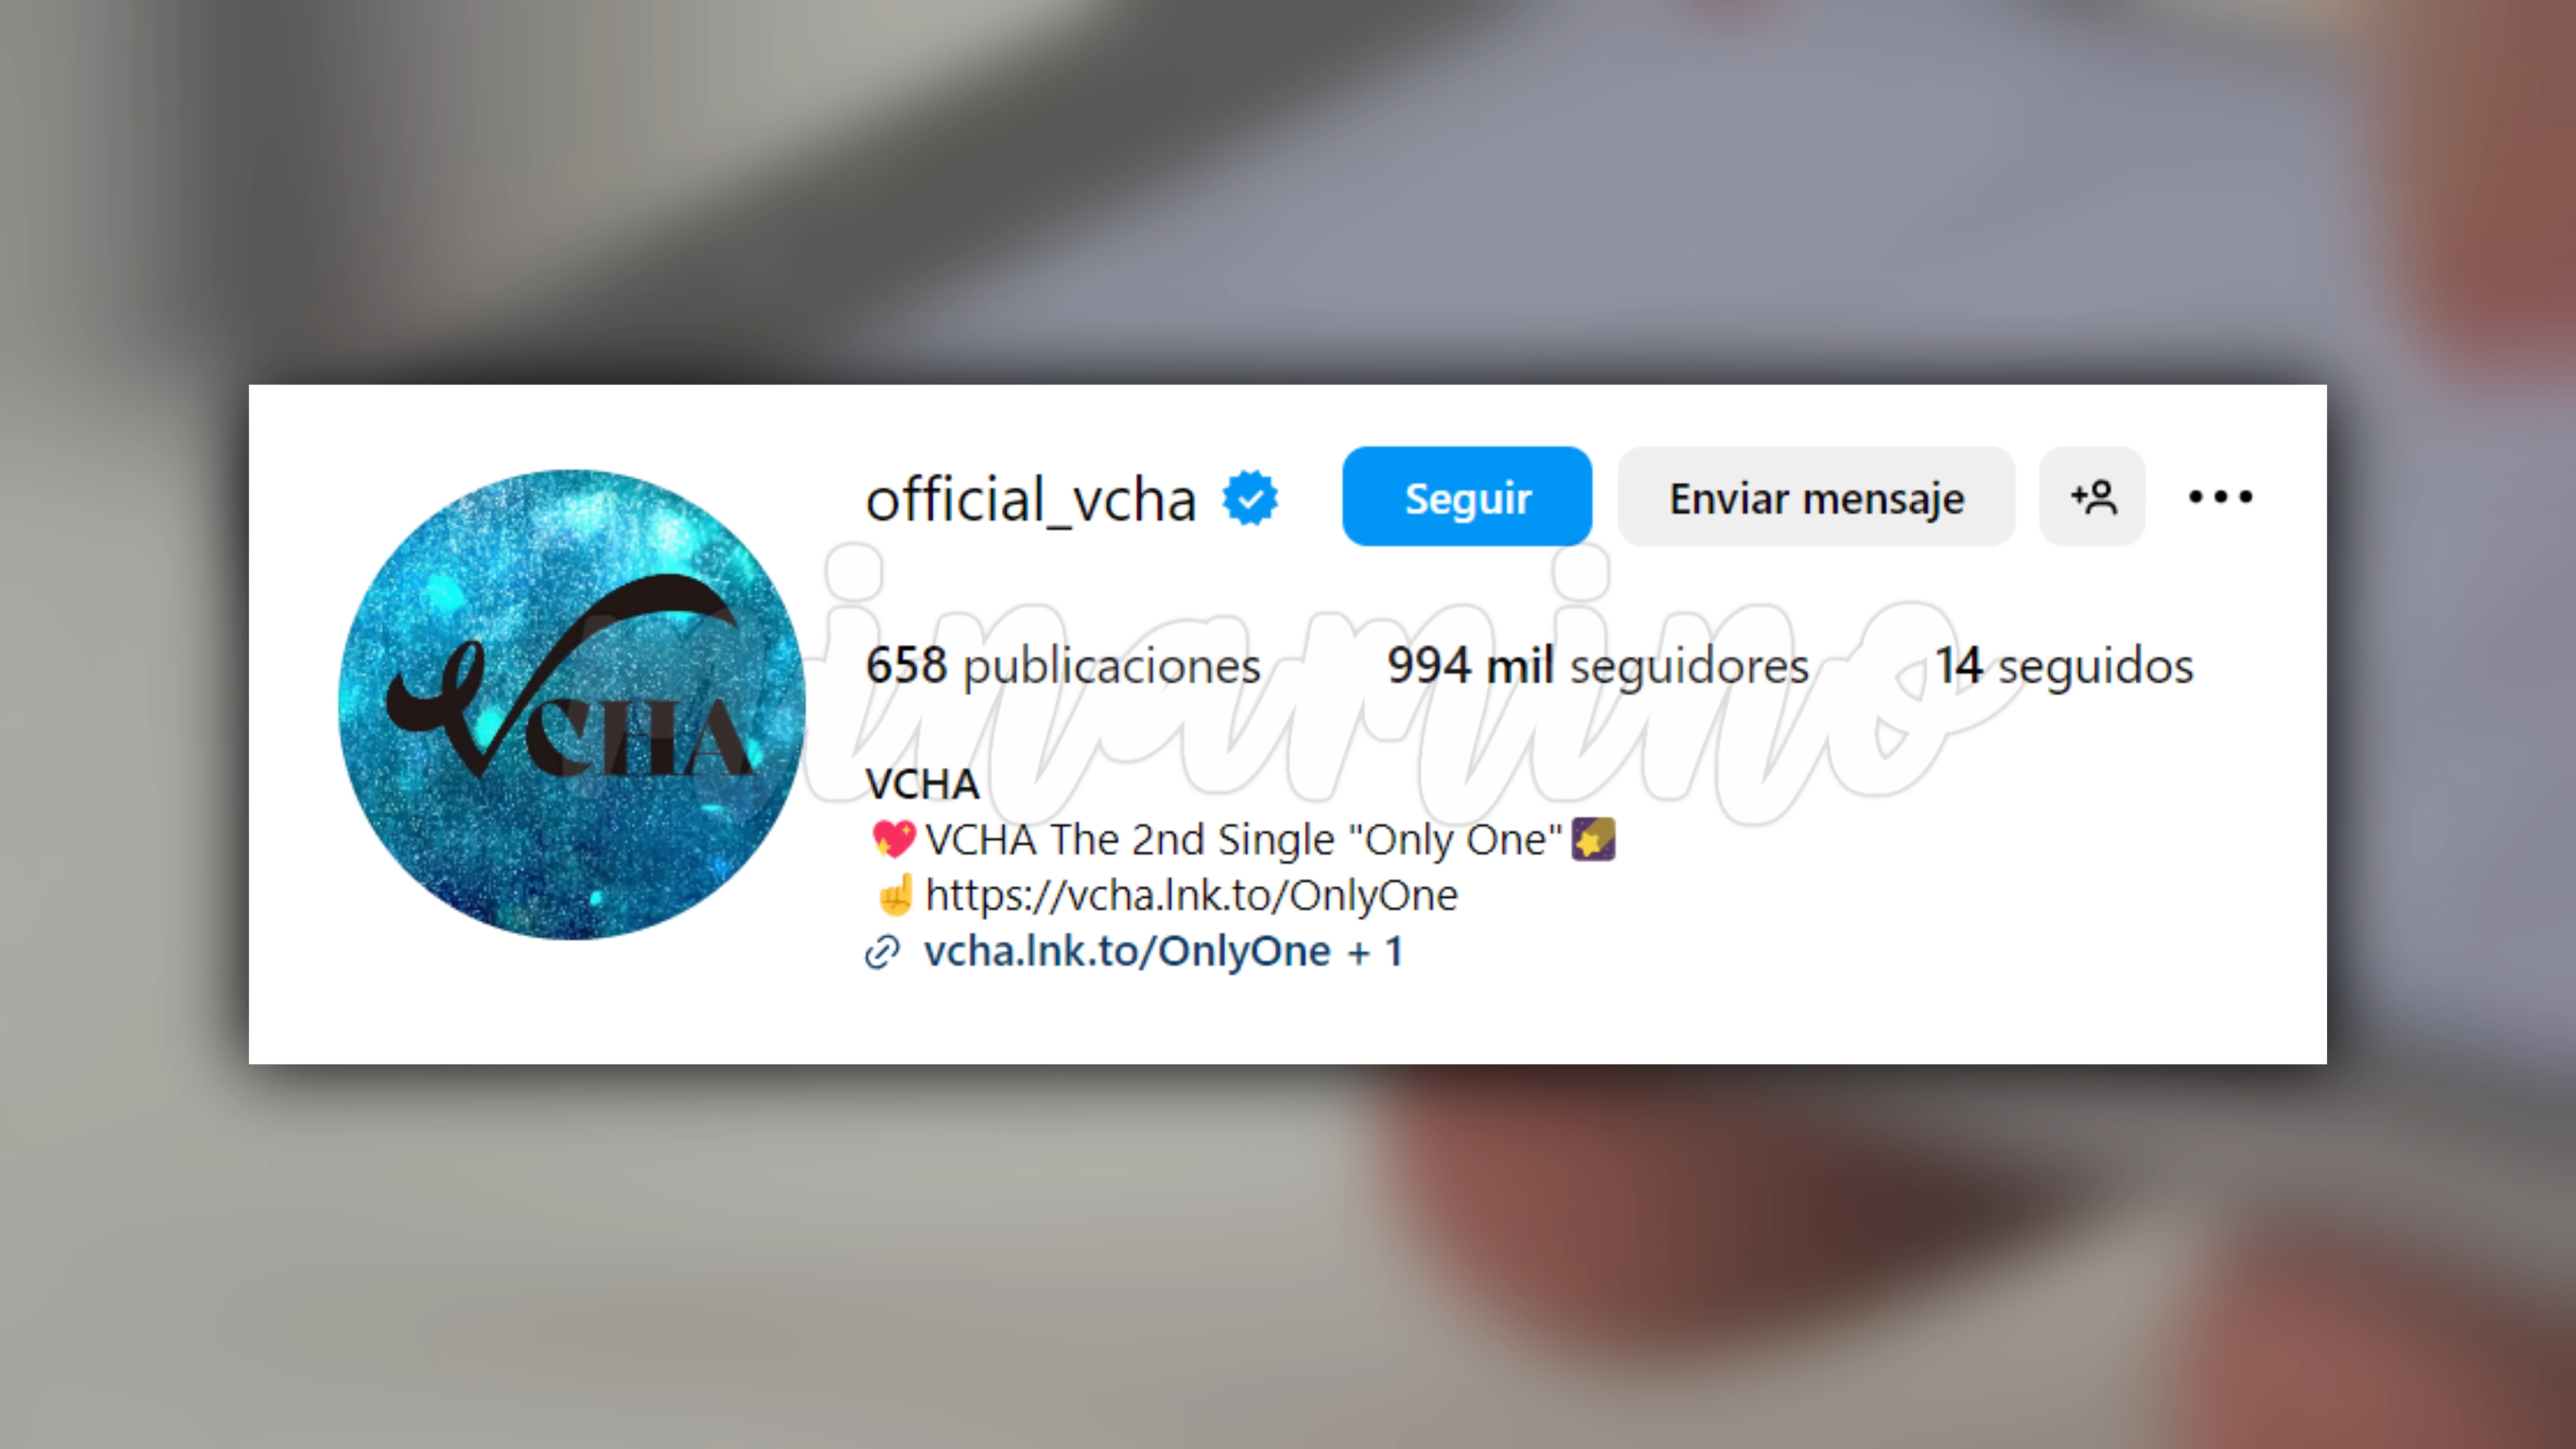 official_vcha Seguir Enviar mensaje
658 publicaciones 994 mil seguidores 14 seguidos
VCHA
VCHA
💖VCHA The 2nd Single "Only One"🌠
☝️https://vcha.lnk.to/OnlyOne
vcha.lnk.to/OnlyOne + 1